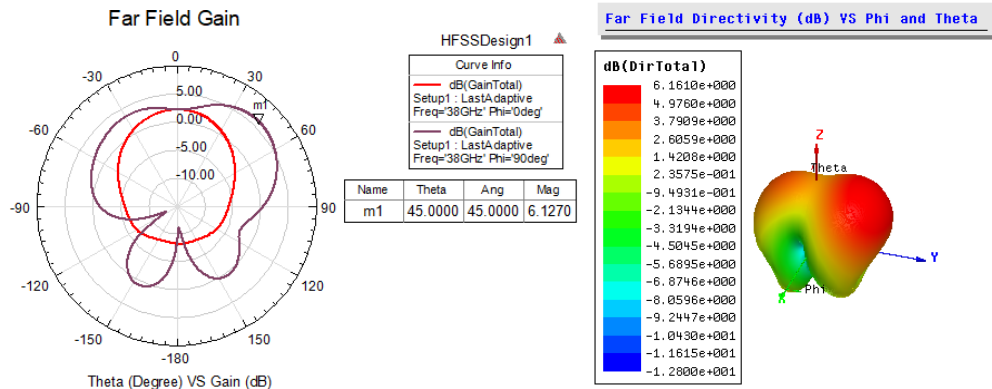 Far Field Gain
0
30
60
90
120
150
-180
-150
-120
-90
-60
-30
5.00
0.00
-5.00
-10.00
m1
Theta (Degree) VS Gain (dB)
HFSSDesign1
Curve Info
dB(GainTotal)
Setup1 : LastAdaptive
Freq='38GHz' Phi='0deg'
dB(GainTotal)
Setup1 : LastAdaptive
Freq='38GHz' Phi='90deg'
Name Theta Ang Mag
m1 45.0000 45.0000 6.1270
Far Field Directivity (dB) VS Phi and Theta
dB(DirTotal)
6.1610e+000
4.9760e+000
3.7909e+000
2.6059e+000
1.4208e+000
2.3575e-001
-9.4931e-001
-2.1344e+000
-3.3194e+000
-4.5045e+000
-5.6895e+000
-6.8746e+000
-8.0596e+000
-9.2447e+000
-1.0430e+001
-1.1615e+001
-1.2800e+001
Z
Theta
Y
Phi
X